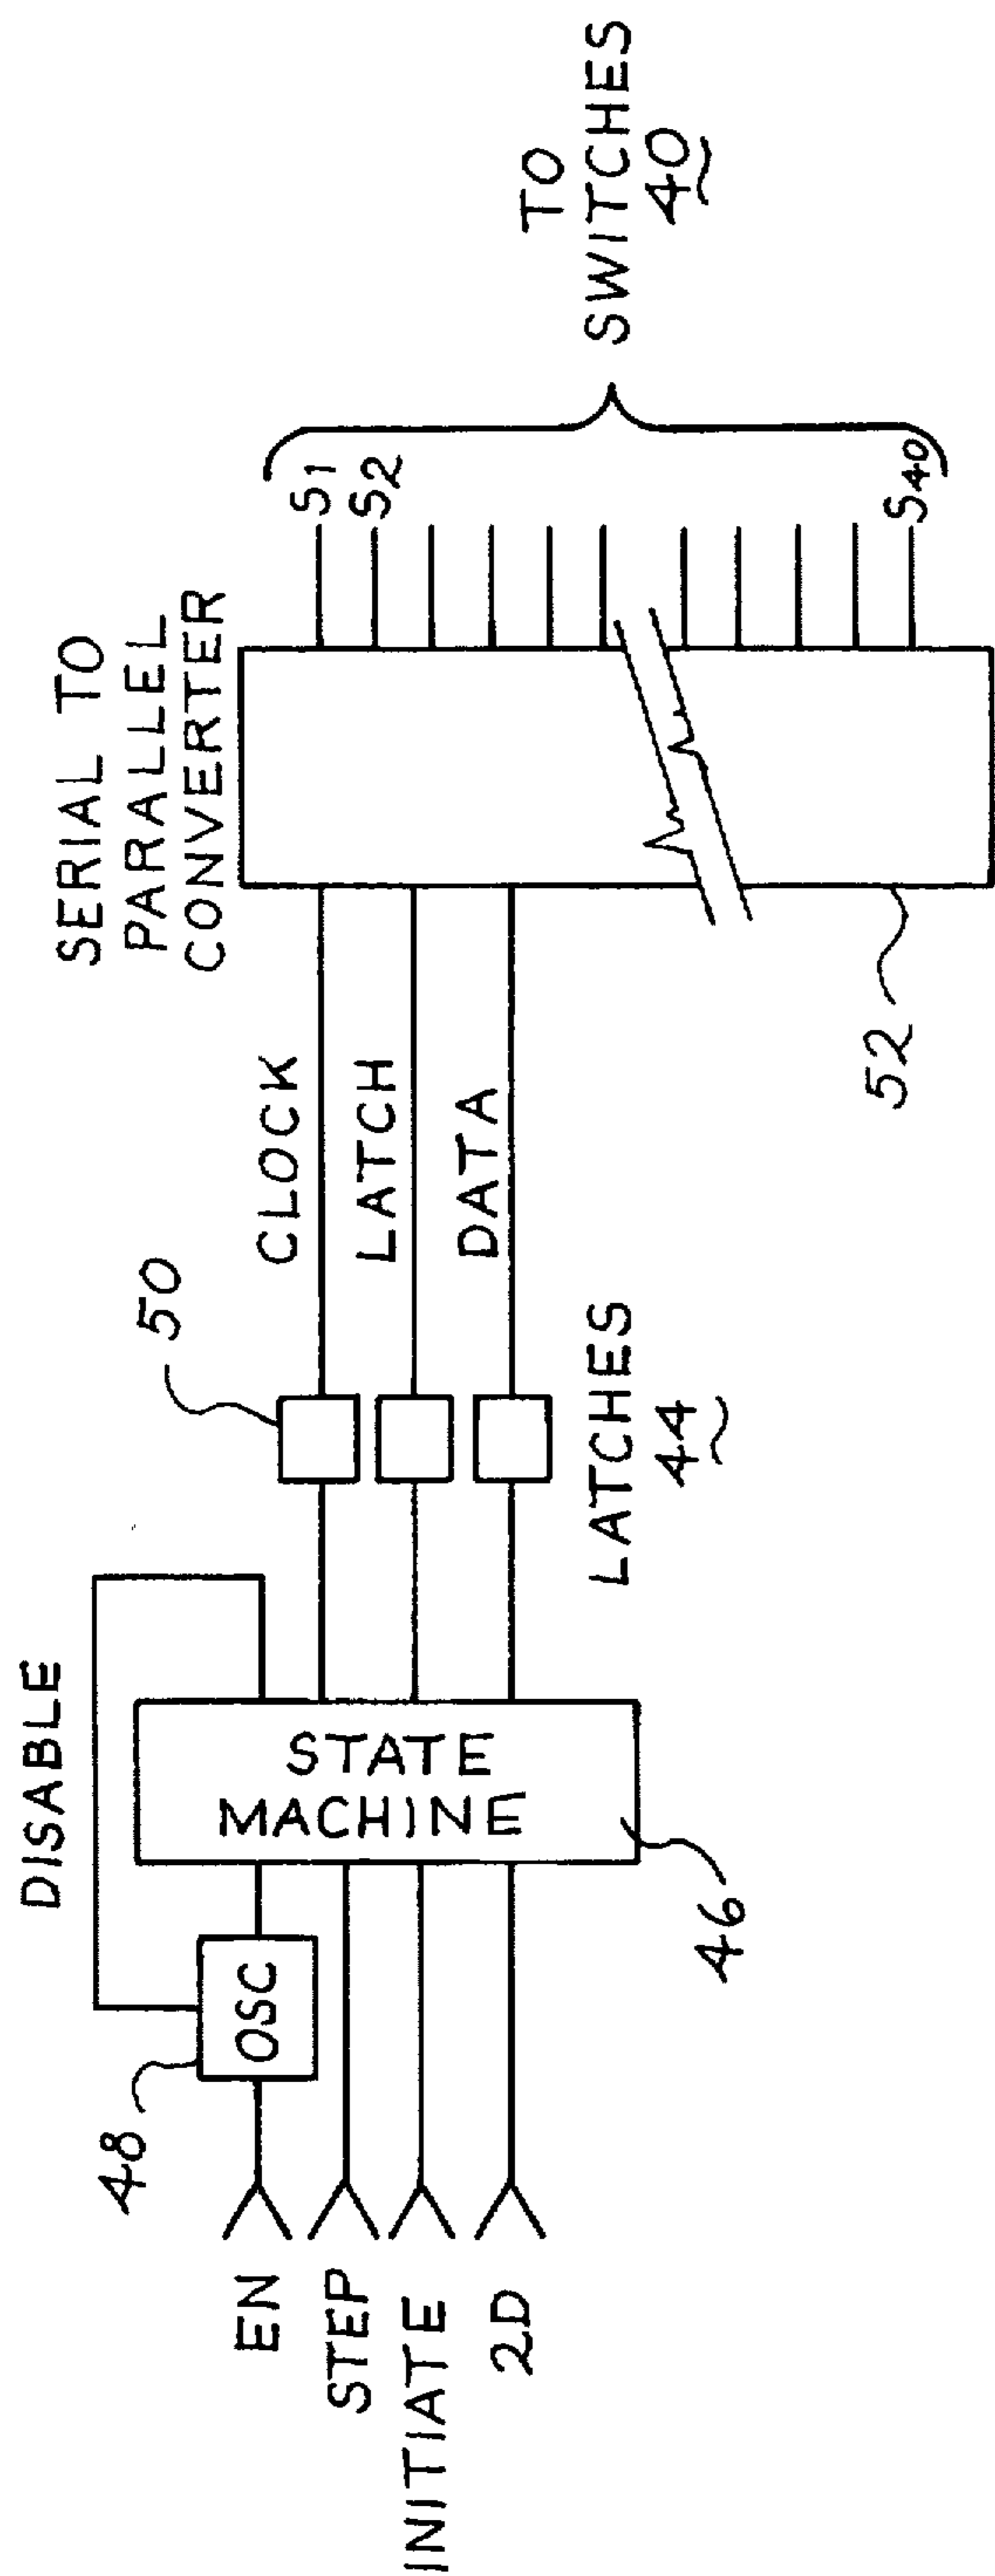 DISABLE
48
OSC
EN
STEP
INITIATE
2D
STATE
MACHINE
46
50
LATCHES
44
CLOCK
LATCH
DATA
SERIAL TO
PARALLEL
CONVERTER
52
S1
S2
S40
TO
SWITCHES
40